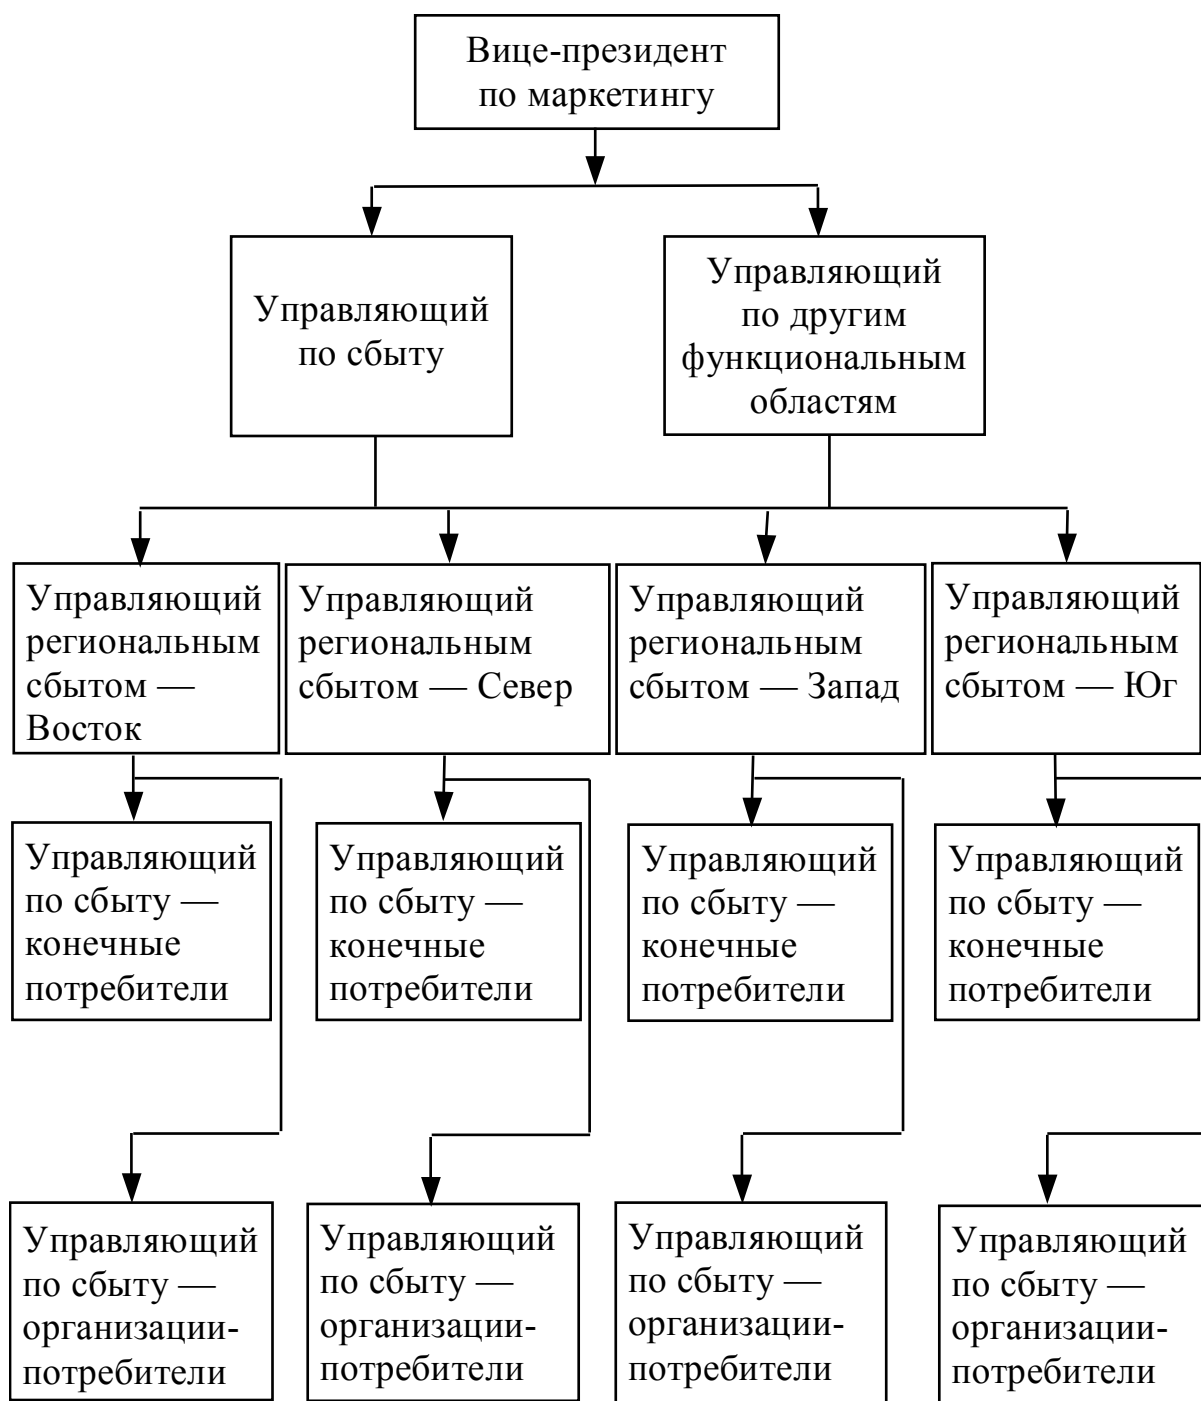 Вице-президент
по маркетингу
Управляющий
по сбыту
Управляющий
по другим
функциональным
областям
Управляющий
региональным
сбытом —
Восток
Управляющий
региональным
сбытом — Север
Управляющий
региональным
сбытом — Запад
Управляющий
региональным
сбытом — Юг
Управляющий
по сбыту —
конечные
потребители
Управляющий
по сбыту —
конечные
потребители
Управляющий
по сбыту —
конечные
потребители
Управляющий
по сбыту —
конечные
потребители
Управляющий
по сбыту —
организации-
потребители
Управляющий
по сбыту —
организации-
потребители
Управляющий
по сбыту —
организации-
потребители
Управляющий
по сбыту —
организации-
потребители